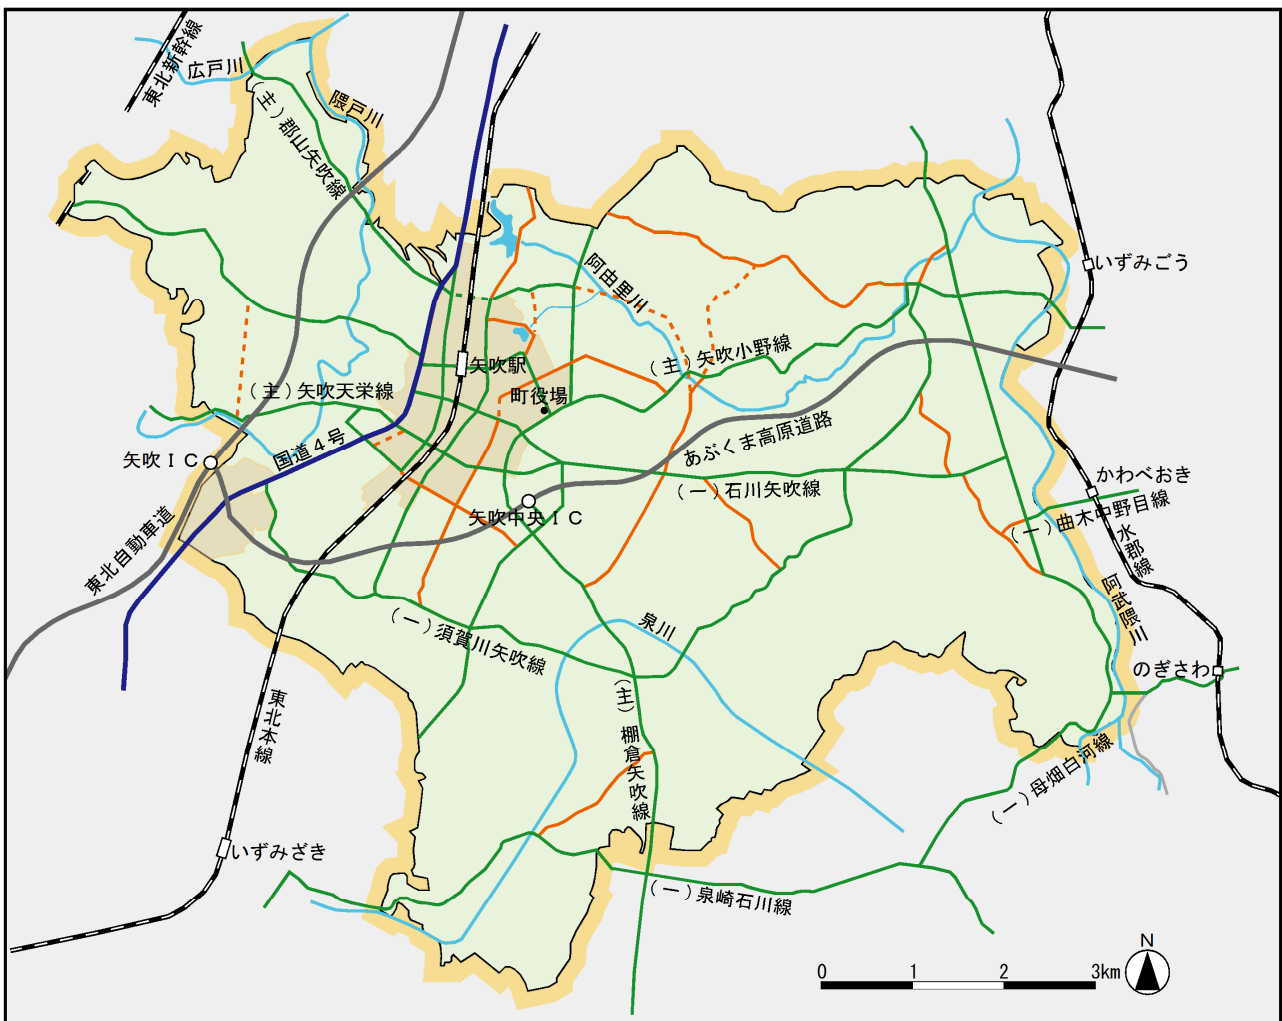 東北新幹線
広戸川
隈戸川
(主)郡山矢吹線
阿由里川
いずみごう
(主)矢吹小野線
矢吹駅
町役場
(主)矢吹天栄線
国道4号
矢吹IC
あぶくま高原道路
(一)石川矢吹線
かわべおき
(一)曲木中野目線
水郡線
矢吹中央IC
東北自動車道
阿武隈川
(一)須賀川矢吹線
泉川
のぎさわ
(主)棚倉矢吹線
東北本線
(一)母畑白河線
いずみざき
(一)泉崎石川線
N
0 1 2 3km